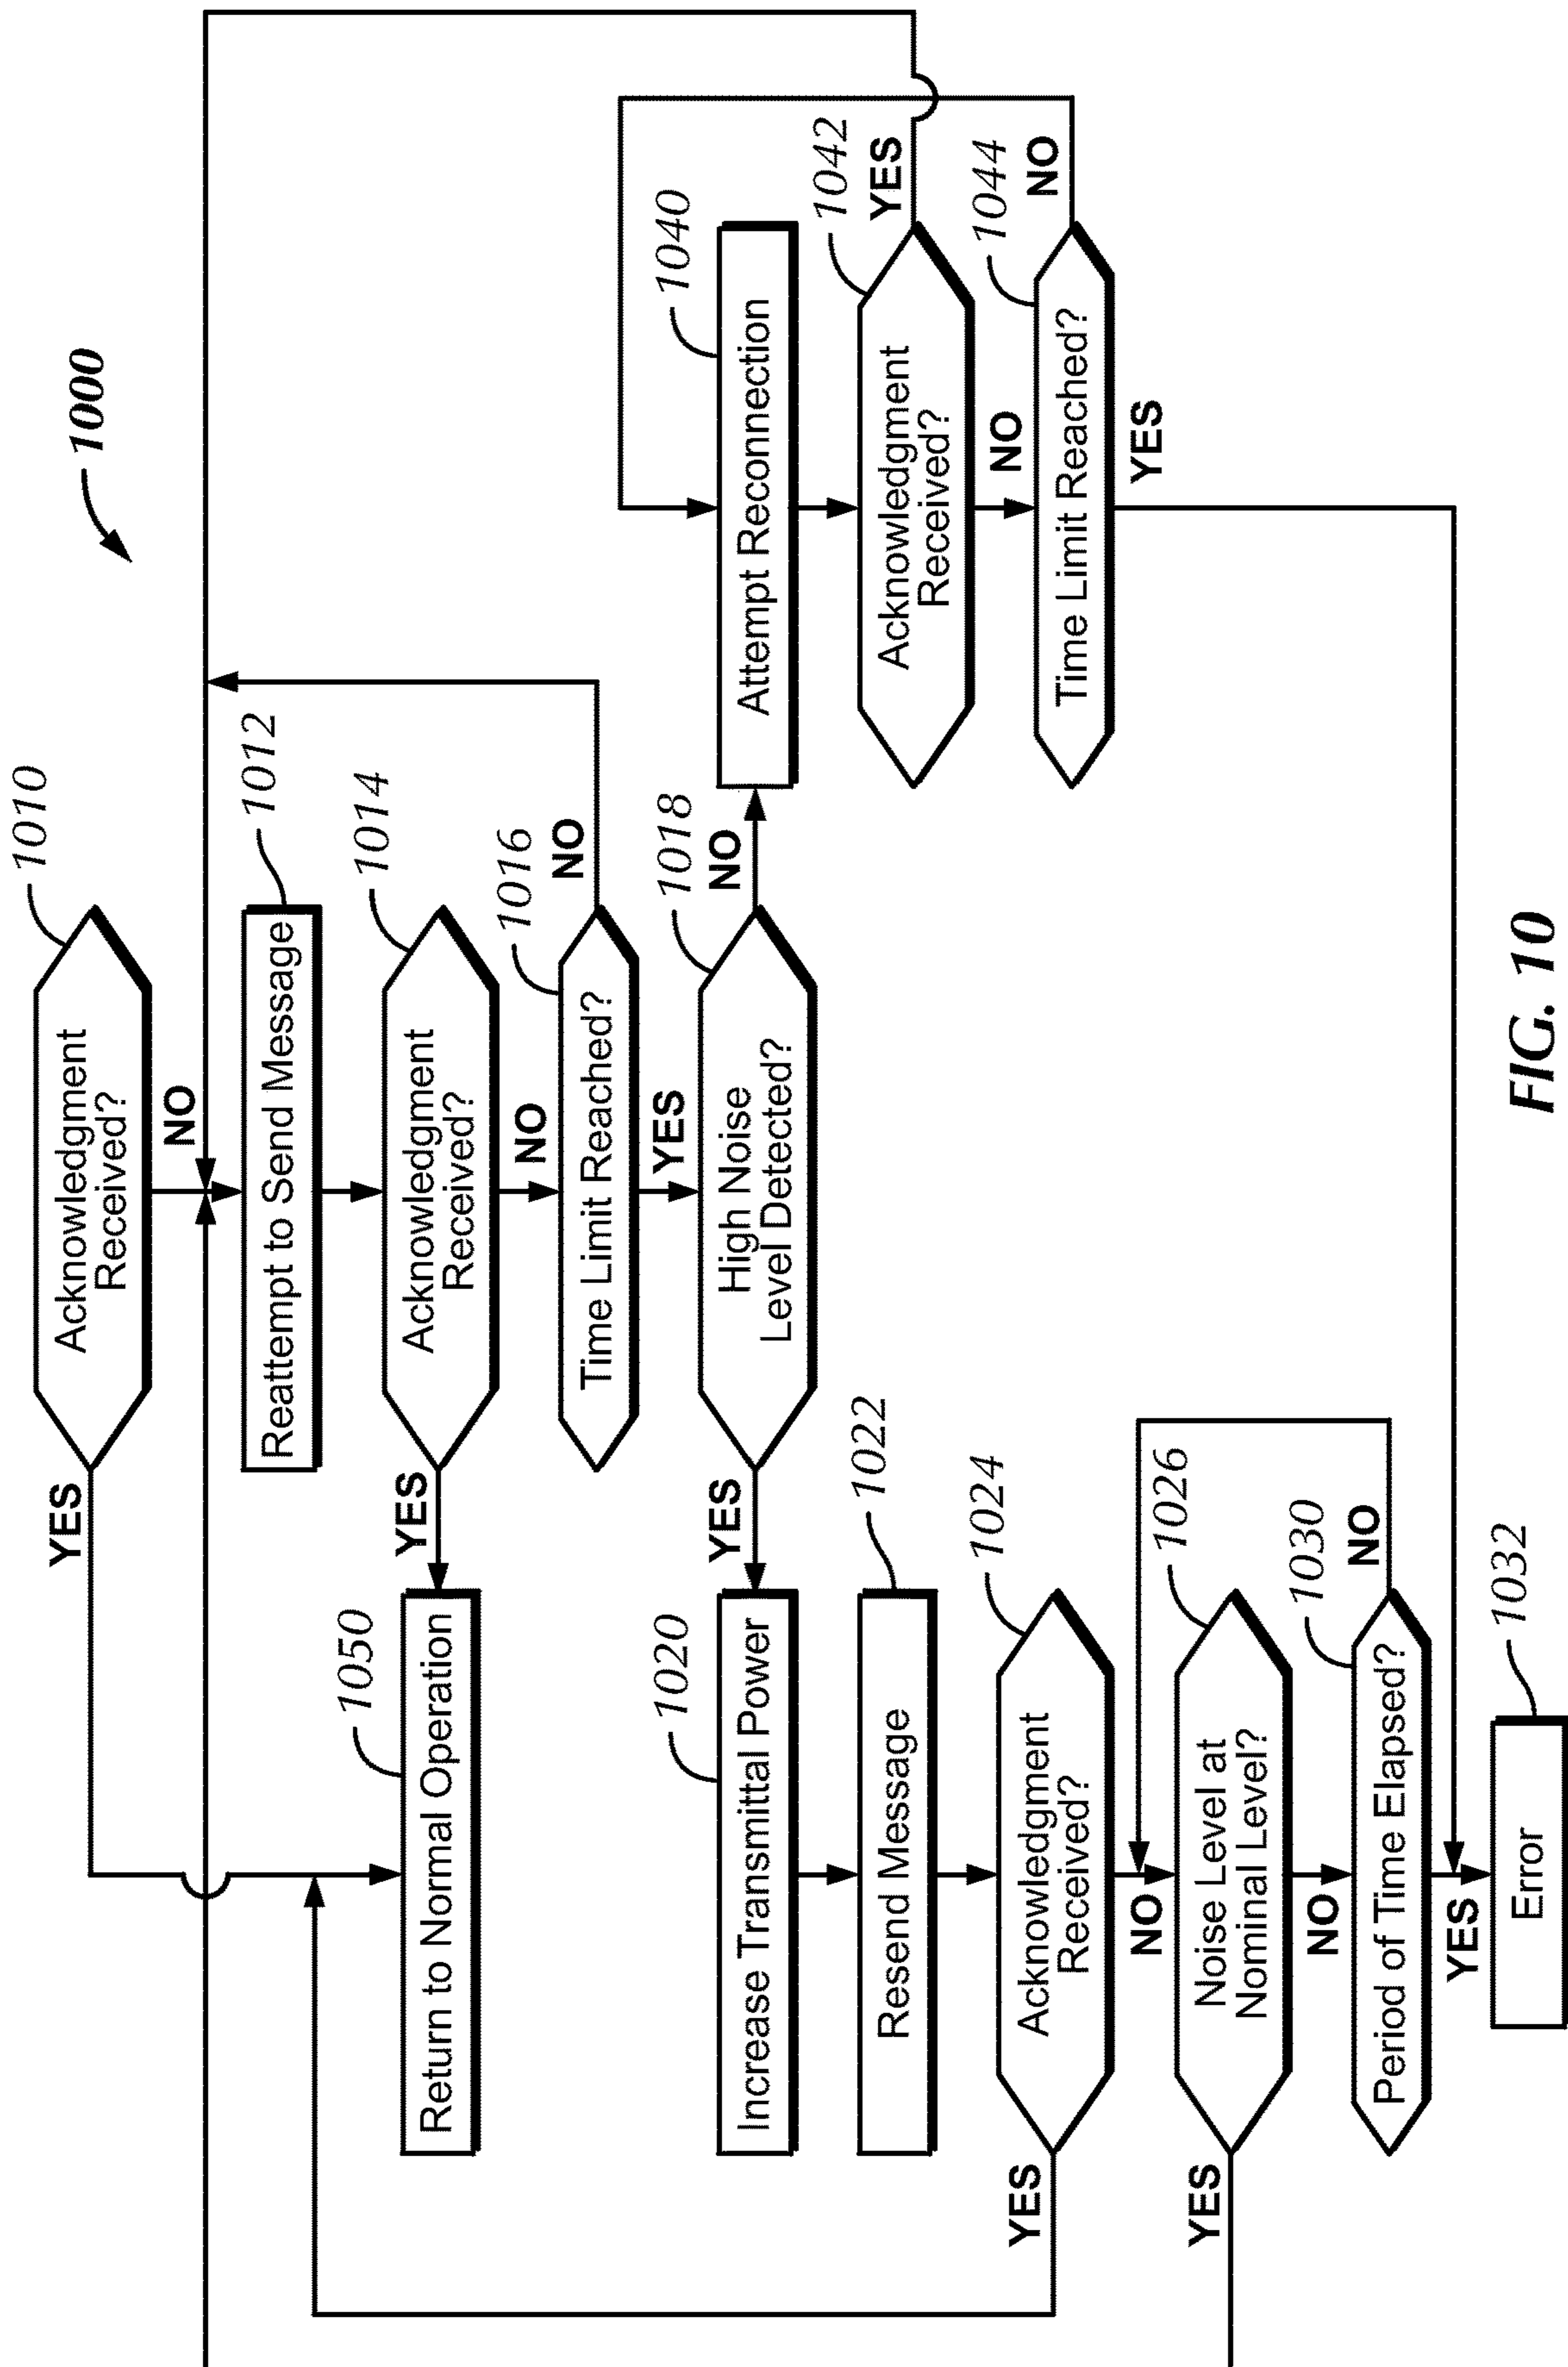 1000
1010
Acknowledgment
Received?
YES
NO
1012
Reattempt to Send Message
1014
Acknowledgment
Received?
YES
NO
1050
Return to Normal Operation
1016
Time Limit Reached?
NO
YES
1018
High Noise
Level Detected?
YES
NO
1020
Increase Transmittal Power
1022
Resend Message
1024
Acknowledgment
Received?
YES
NO
1026
Noise Level at
Nominal Level?
YES
NO
1030
Period of Time Elapsed?
NO
YES
1032
Error
1040
Attempt Reconnection
1042
Acknowledgment
Received?
YES
NO
1044
Time Limit Reached?
NO
YES
FIG. 10